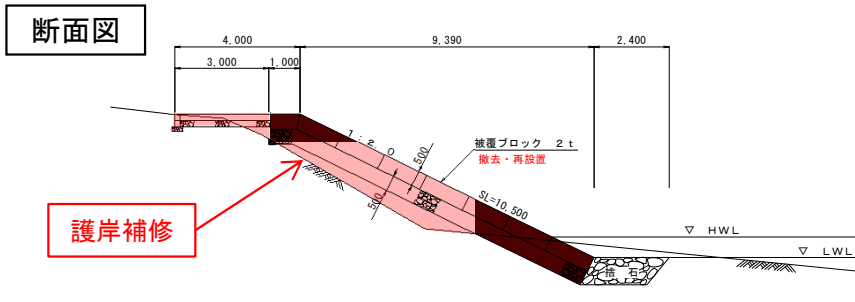 断面図
4,000
9,390
2,400
3,000
1,000
1:2.0
500
被覆ブロック 2t
撤去・再設置
500
SL=10,500
護岸補修
▽ HWL
▽ LWL
捨石